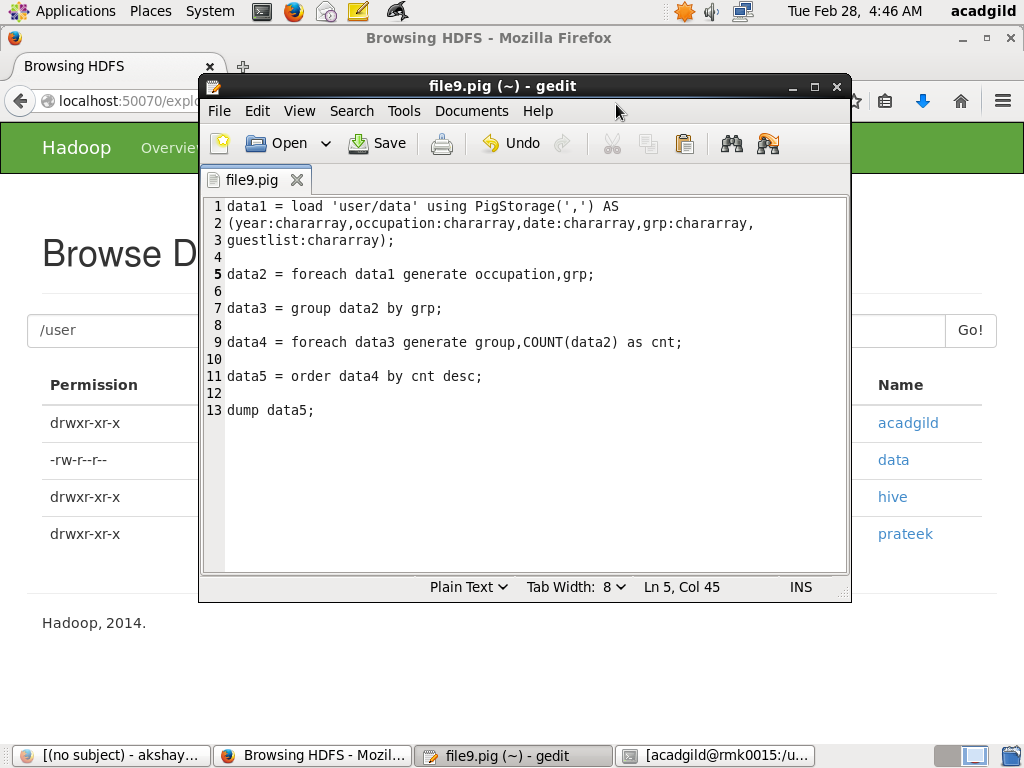 Applications Places System Tue Feb 28, 4:46 AM acadgild
Browsing HDFS - Mozilla Firefox
Browsing HDFS
localhost:50070/explo
Hadoop Overvie
Browse D
/user Go!
Permission Name
drwxr-xr-x acadgild
-rw-r--r-- data
drwxr-xr-x hive
drwxr-xr-x prateek
Hadoop, 2014.
file9.pig (~) - gedit
File Edit View Search Tools Documents Help
Open Save Undo
file9.pig
1 data1 = load 'user/data' using PigStorage(',') AS
2 (year:chararray,occupation:chararray,date:chararray,grp:chararray,
3 guestlist:chararray);
4
5 data2 = foreach data1 generate occupation,grp;
6
7 data3 = group data2 by grp;
8
9 data4 = foreach data3 generate group,COUNT(data2) as cnt;
10
11 data5 = order data4 by cnt desc;
12
13 dump data5;
Plain Text Tab Width: 8 Ln 5, Col 45 INS
[(no subject) - akshay... Browsing HDFS - Mozil... file9.pig (~) - gedit [acadgild@rmk0015:/u...